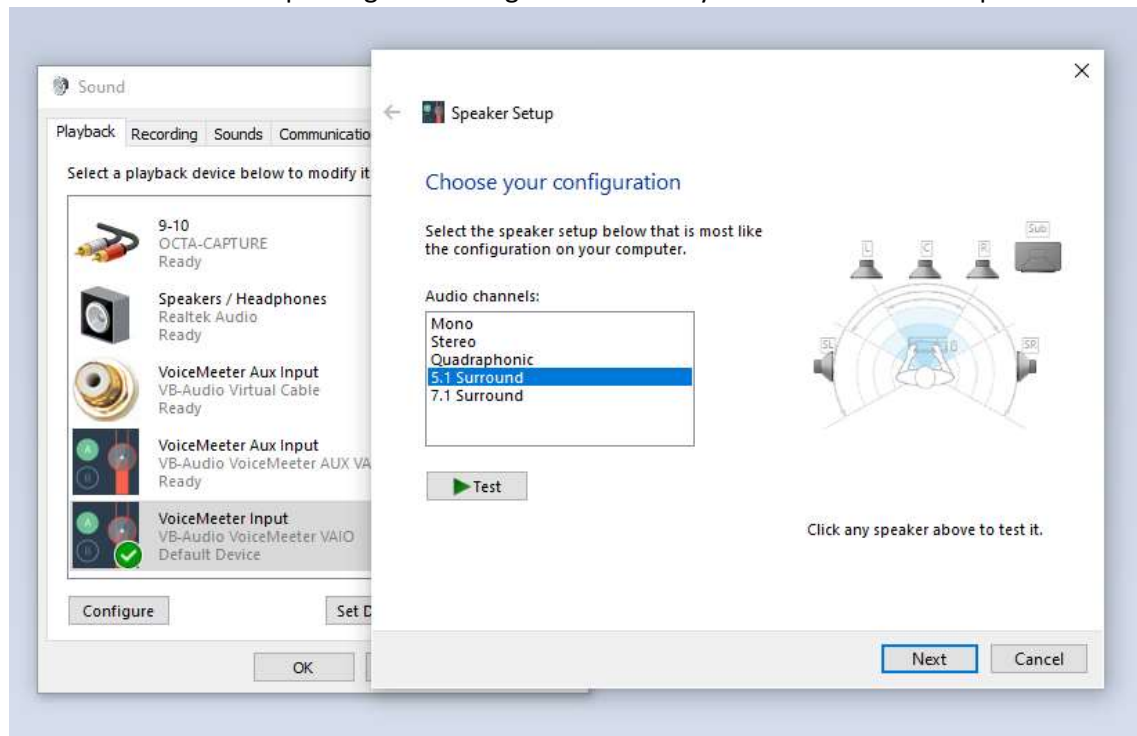 Sound
Playback Recording Sounds Communicatio
Select a playback device below to modify it
9-10
OCTA-CAPTURE
Ready
Speakers / Headphones
Realtek Audio
Ready
VoiceMeeter Aux Input
VB-Audio Virtual Cable
Ready
VoiceMeeter Aux Input
VB-Audio VoiceMeeter AUX VA
Ready
VoiceMeeter Input
VB-Audio VoiceMeeter VAIO
Default Device
Configure
Set D
OK
Speaker Setup
Choose your configuration
Select the speaker setup below that is most like
the configuration on your computer.
Audio channels:
Mono
Stereo
Quadraphonic
5.1 Surround
7.1 Surround
Test
L C R Sub
SL SR
Click any speaker above to test it.
Next Cancel